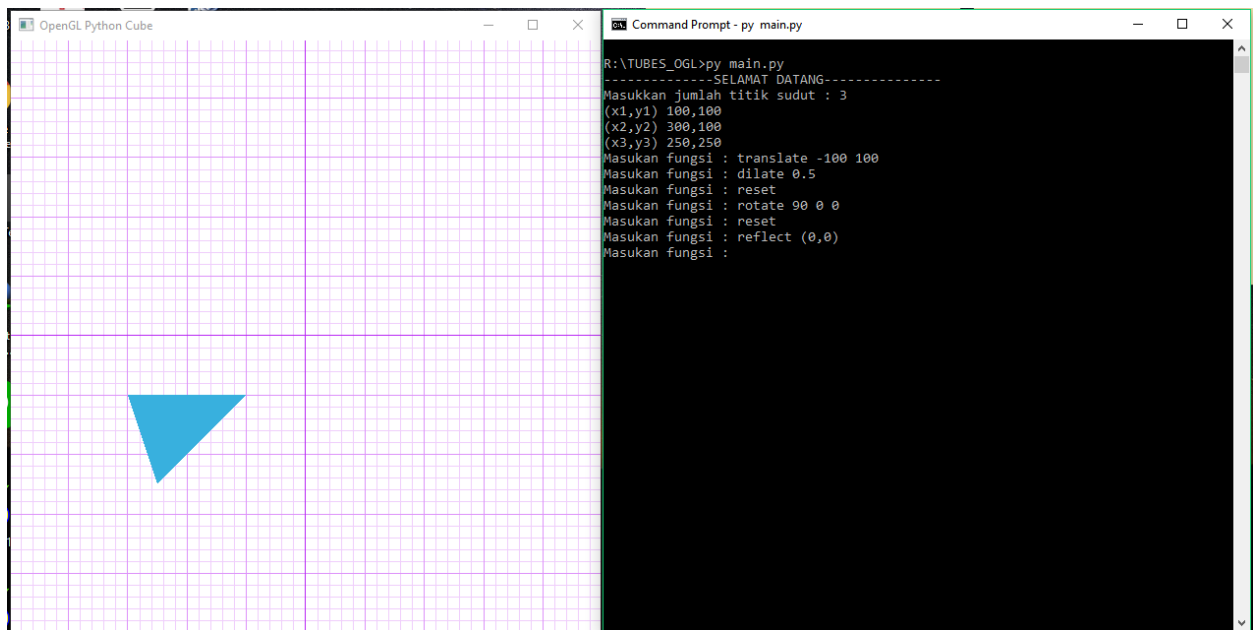 OpenGL Python Cube
Command Prompt - py main.py
R:\TUBES_OGL>py main.py
--------------SELAMAT DATANG---------------
Masukkan jumlah titik sudut : 3
(x1,y1) 100,100
(x2,y2) 300,100
(x3,y3) 250,250
Masukan fungsi : translate -100 100
Masukan fungsi : dilate 0.5
Masukan fungsi : reset
Masukan fungsi : rotate 90 0 0
Masukan fungsi : reset
Masukan fungsi : reflect (0,0)
Masukan fungsi :